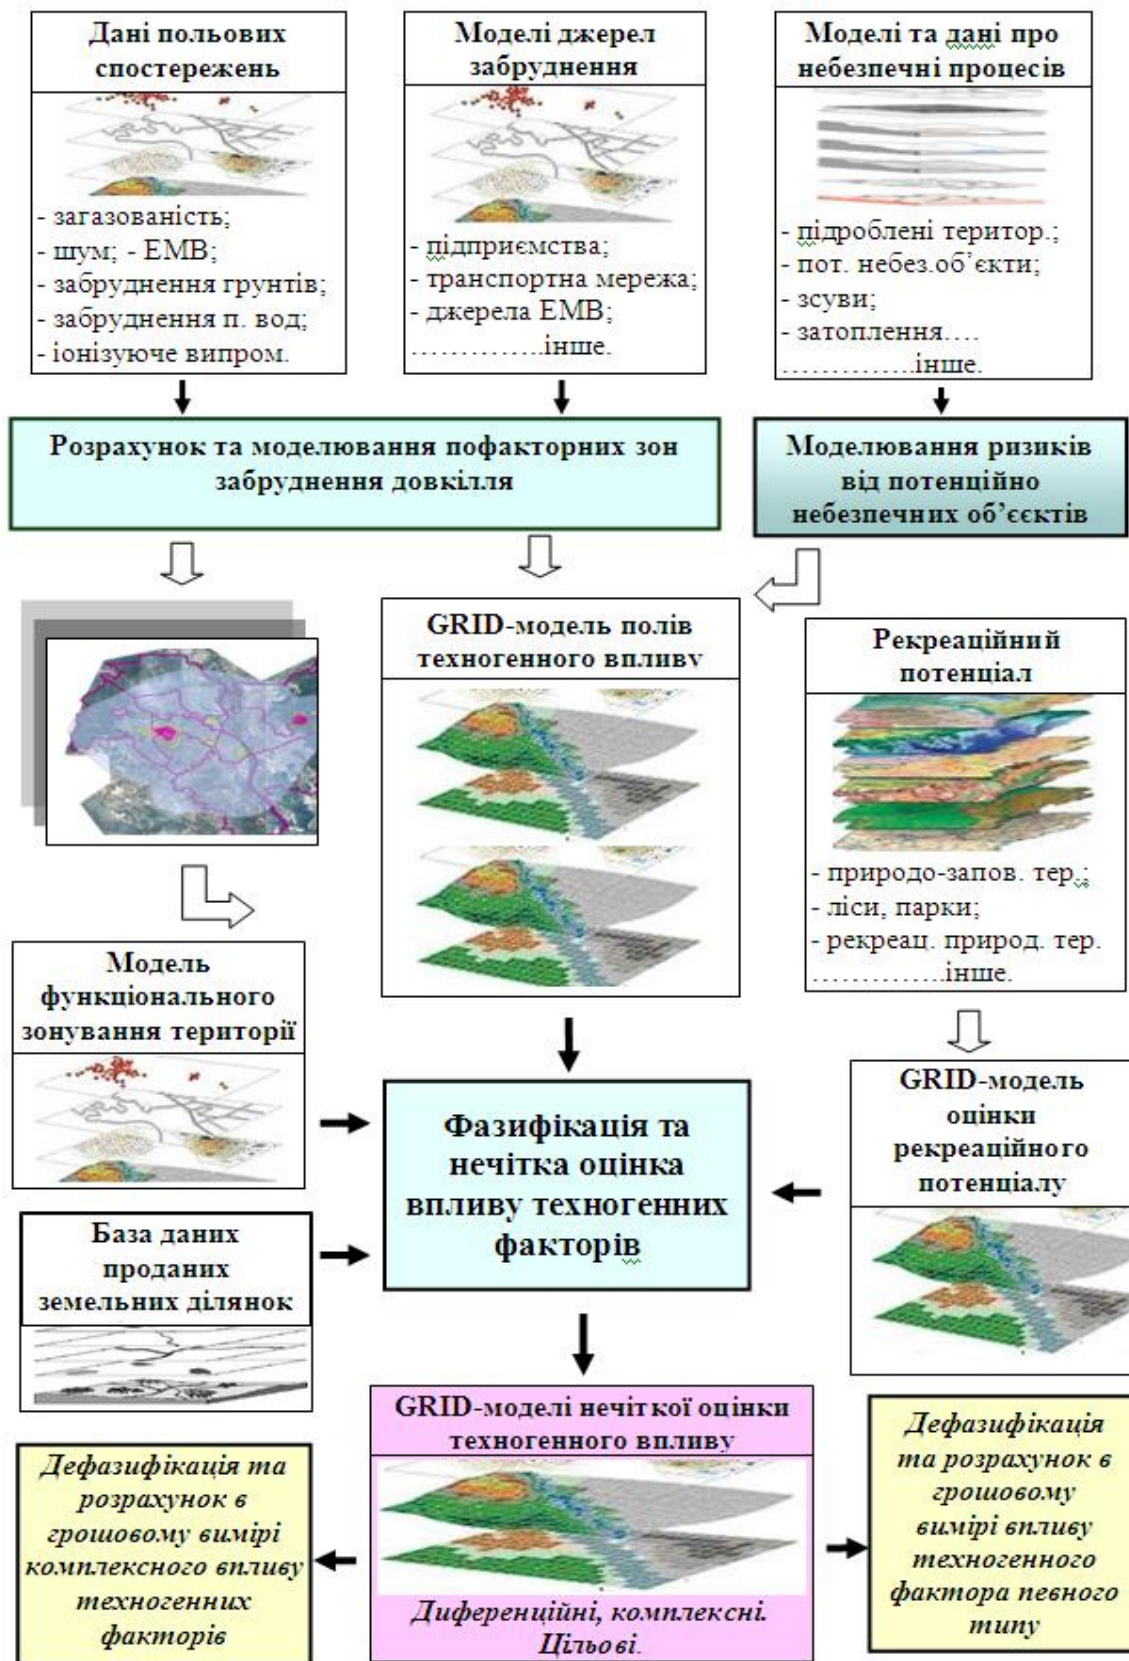 Дані польових
спостережень
- загазованість;
- шум; - ЕМВ;
- забруднення грунтів;
- забруднення п. вод;
- іонізуюче випром.
Моделі джерел
забруднення
- підприємства;
- транспортна мережа;
- джерела ЕМВ;
…………..інше.
Моделі та дані про
небезпечні процесів
- підроблені територ.;
- пот. небез.об’єкти;
- зсуви;
- затоплення….
…………..інше.
Розрахунок та моделювання пофакторних зон
забруднення довкілля
Моделювання ризиків
від потенційно
небезпечних об’єєктів
GRID-модель полів
техногенного впливу
Рекреаційний
потенціал
- природо-запов. тер.;
- ліси, парки;
- рекреац. природ. тер.
…………..інше.
Модель
функціонального
зонування території
Фазифікація та
нечітка оцінка
впливу техногенних
факторів
GRID-модель
оцінки
рекреаційного
потенціалу
База даних
проданих
земельних ділянок
GRID-моделі нечіткої оцінки
техногенного впливу
Диференційні, комплексні.
Цільові.
Дефазифікація та
розрахунок в
грошовому вимірі
комплексного впливу
техногенних
факторів
Дефазифікація
та розрахунок в
грошовому
вимірі впливу
техногенного
фактора певного
типу